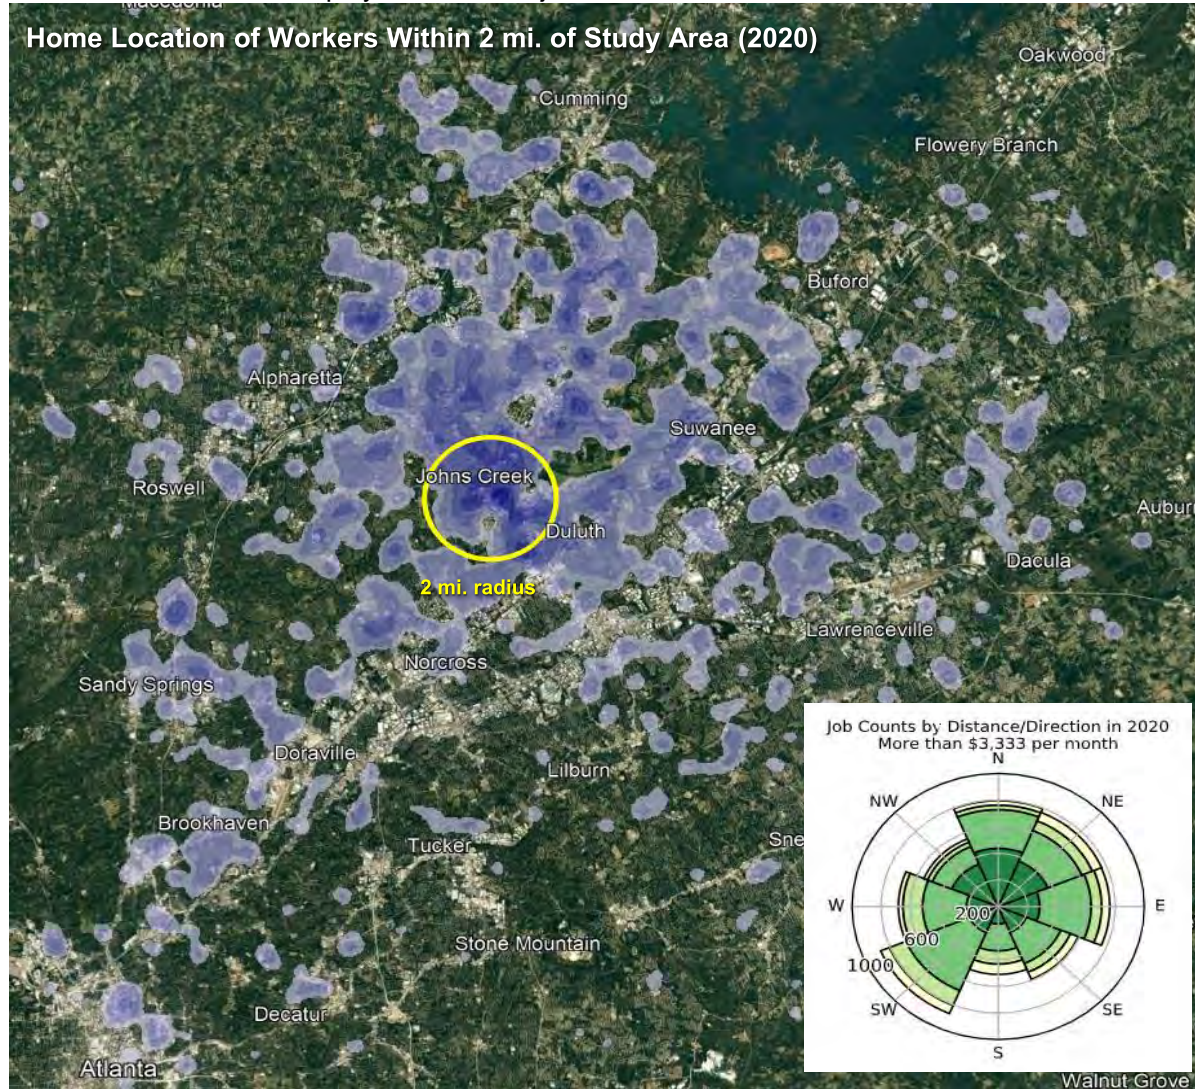 Macedonia
Home Location of Workers Within 2 mi. of Study Area (2020)
Oakwood
Cumming
Flowery Branch
Buford
Alpharetta
Suwanee
Johns Creek
Roswell
Auburn
Duluth
Dacula
2 mi. radius
Lawrenceville
Norcross
Sandy Springs
Doraville
Lilburn
Brookhaven
Tucker
Sne
Stone Mountain
Decatur
Atlanta
Walnut Grove
Job Counts by Distance/Direction in 2020
More than $3,333 per month
N
NW
NE
W
E
200
600
1000
SW
SE
S